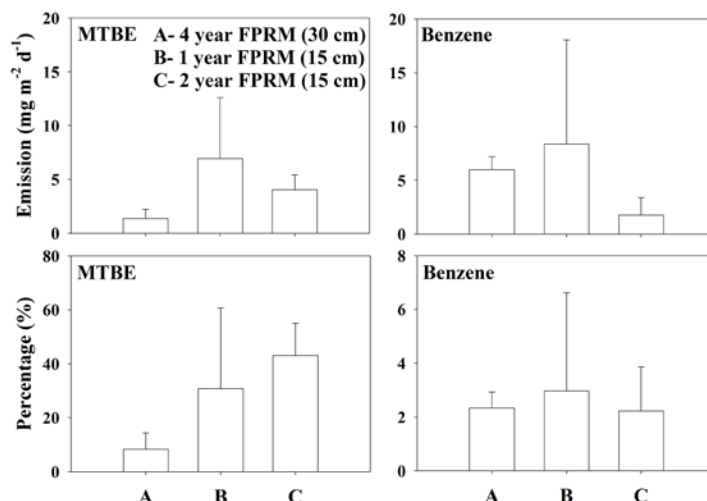 20
15
10
5
0
Emission (mg m⁻² d⁻¹)
MTBE A- 4 year FPRM (30 cm)
B- 1 year FPRM (15 cm)
C- 2 year FPRM (15 cm)
20
15
10
5
0
Benzene
80
60
40
20
0
Percentage (%)
MTBE
A B C
8
6
4
2
0
Benzene
A B C